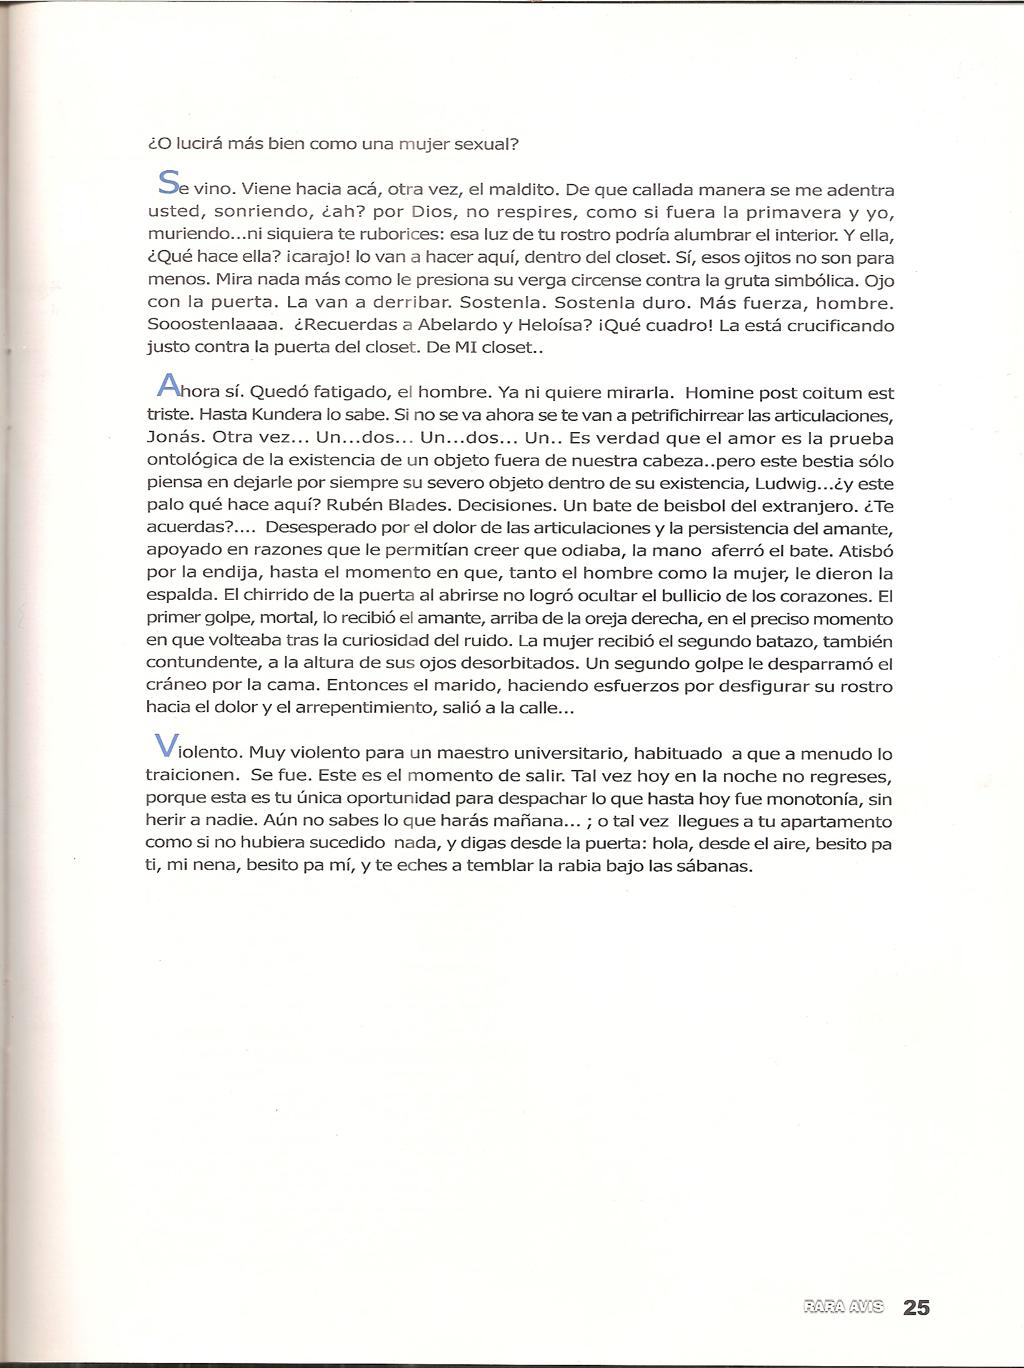 ¿O lucirá más bien como una mujer sexual?
Se vino. Viene hacia acá, otra vez, el maldito. De que callada manera se me adentra
usted, sonriendo, ¿ah? por Dios, no respires, como si fuera la primavera y yo,
muriendo...ni siquiera te ruborices: esa luz de tu rostro podría alumbrar el interior. Y ella,
¿Qué hace ella? ¡carajo! lo van a hacer aquí, dentro del closet. Sí, esos ojitos no son para
menos. Mira nada más como le presiona su verga circense contra la gruta simbólica. Ojo
con la puerta. La van a derribar. Sostenla. Sostenla duro. Más fuerza, hombre.
Sooostenlaaaa. ¿Recuerdas a Abelardo y Heloísa? ¡Qué cuadro! La está crucificando
justo contra la puerta del closet. De MI closet..
Ahora sí. Quedó fatigado, el hombre. Ya ni quiere mirarla. Homine post coitum est
triste. Hasta Kundera lo sabe. Si no se va ahora se te van a petrifichirrear las articulaciones,
Jonás. Otra vez... Un...dos... Un...dos... Un.. Es verdad que el amor es la prueba
ontológica de la existencia de un objeto fuera de nuestra cabeza..pero este bestia sólo
piensa en dejarle por siempre su severo objeto dentro de su existencia, Ludwig...¿y este
palo qué hace aquí? Rubén Blades. Decisiones. Un bate de beisbol del extranjero. ¿Te
acuerdas?.... Desesperado por el dolor de las articulaciones y la persistencia del amante,
apoyado en razones que le permitían creer que odiaba, la mano aferró el bate. Atisbó
por la endija, hasta el momento en que, tanto el hombre como la mujer, le dieron la
espalda. El chirrido de la puerta al abrirse no logró ocultar el bullicio de los corazones. El
primer golpe, mortal, lo recibió el amante, arriba de la oreja derecha, en el preciso momento
en que volteaba tras la curiosidad del ruido. La mujer recibió el segundo batazo, también
contundente, a la altura de sus ojos desorbitados. Un segundo golpe le desparramó el
cráneo por la cama. Entonces el marido, haciendo esfuerzos por desfigurar su rostro
hacia el dolor y el arrepentimiento, salió a la calle...
Violento. Muy violento para un maestro universitario, habituado a que a menudo lo
traicionen. Se fue. Este es el momento de salir. Tal vez hoy en la noche no regreses,
porque esta es tu única oportunidad para despachar lo que hasta hoy fue monotonía, sin
herir a nadie. Aún no sabes lo que harás mañana... ; o tal vez llegues a tu apartamento
como si no hubiera sucedido nada, y digas desde la puerta: hola, desde el aire, besito pa
ti, mi nena, besito pa mí, y te eches a temblar la rabia bajo las sábanas.
RARA AVIS 25